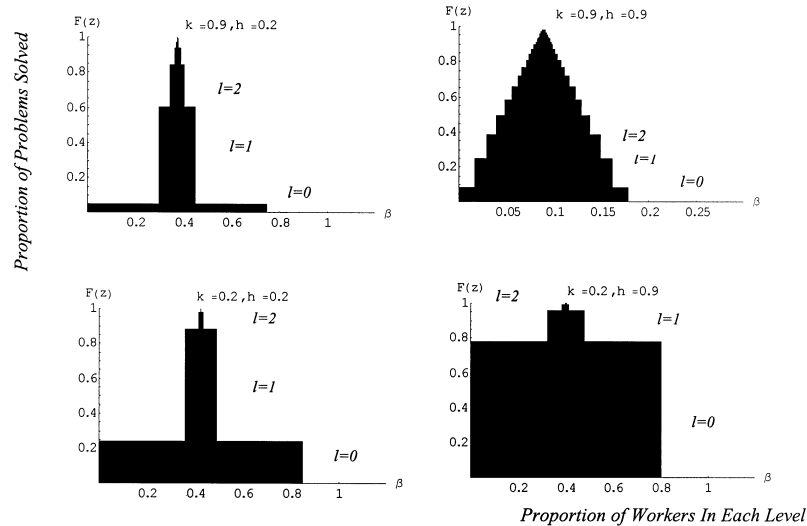 Proportion of Problems Solved
F(z)
k =0.9,h =0.2
1
0.8
0.6
0.4
0.2
l=2
l=1
l=0
0.2
0.4
0.6
0.8
1
β
F(z)
k =0.9,h =0.9
1
0.8
0.6
0.4
0.2
l=2
l=1
l=0
0.05
0.1
0.15
0.2
0.25
β
F(z)
k =0.2,h =0.2
1
0.8
0.6
0.4
0.2
l=2
l=1
l=0
0.2
0.4
0.6
0.8
1
β
F(z)
k =0.2,h =0.9
1
0.8
0.6
0.4
0.2
l=2
l=1
l=0
0.2
0.4
0.6
0.8
1
β
Proportion of Workers In Each Level